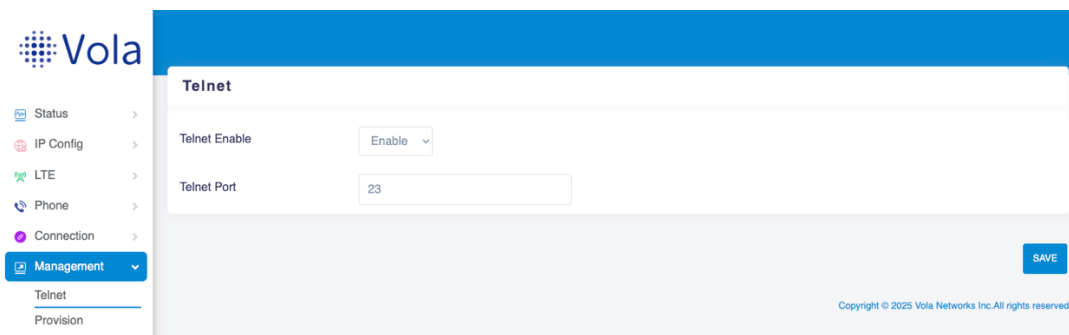 Vola
Status
IP Config
LTE
Phone
Connection
Management
Telnet
Provision
Telnet
Telnet Enable
Enable
Telnet Port
23
SAVE
Copyright © 2025 Vola Networks Inc.All rights reserved